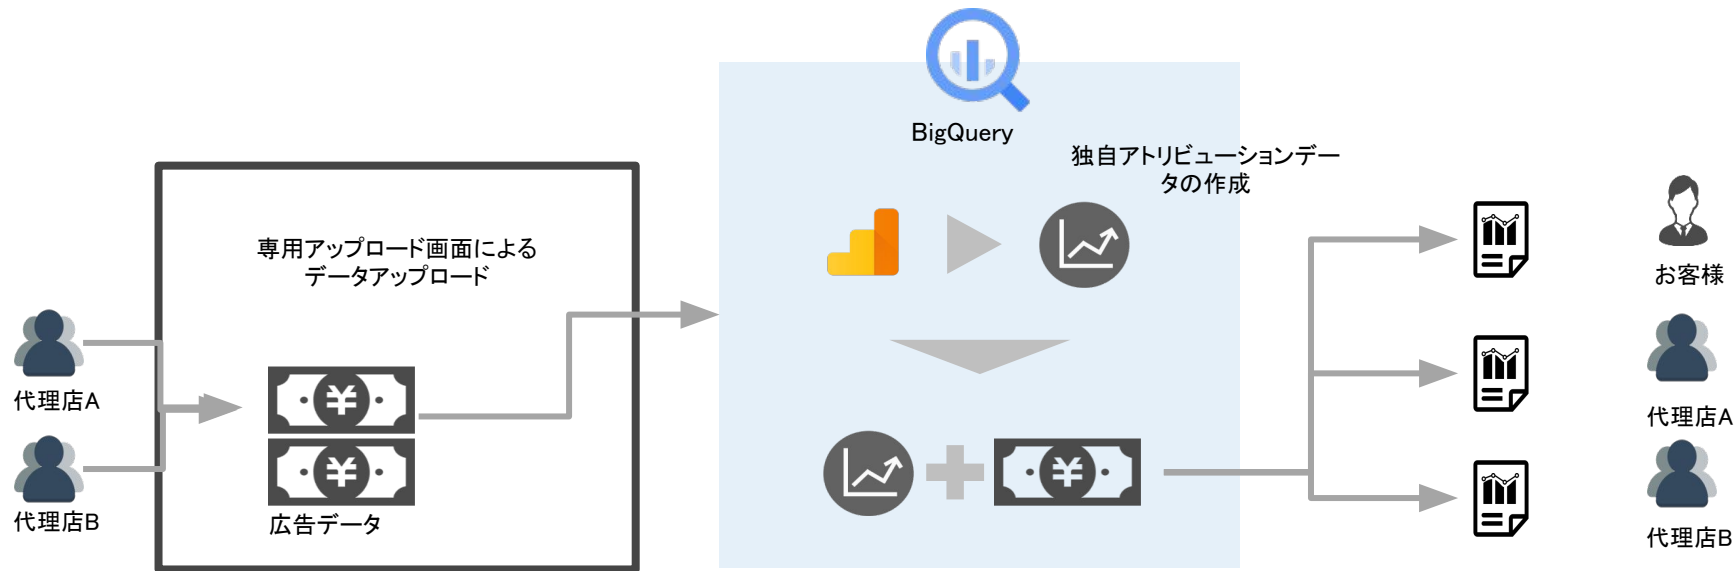 BigQuery
独自アトリビューションデー
タの作成
専用アップロード画面による
データアップロード
お客様
代理店A
代理店A
代理店B
広告データ
代理店B